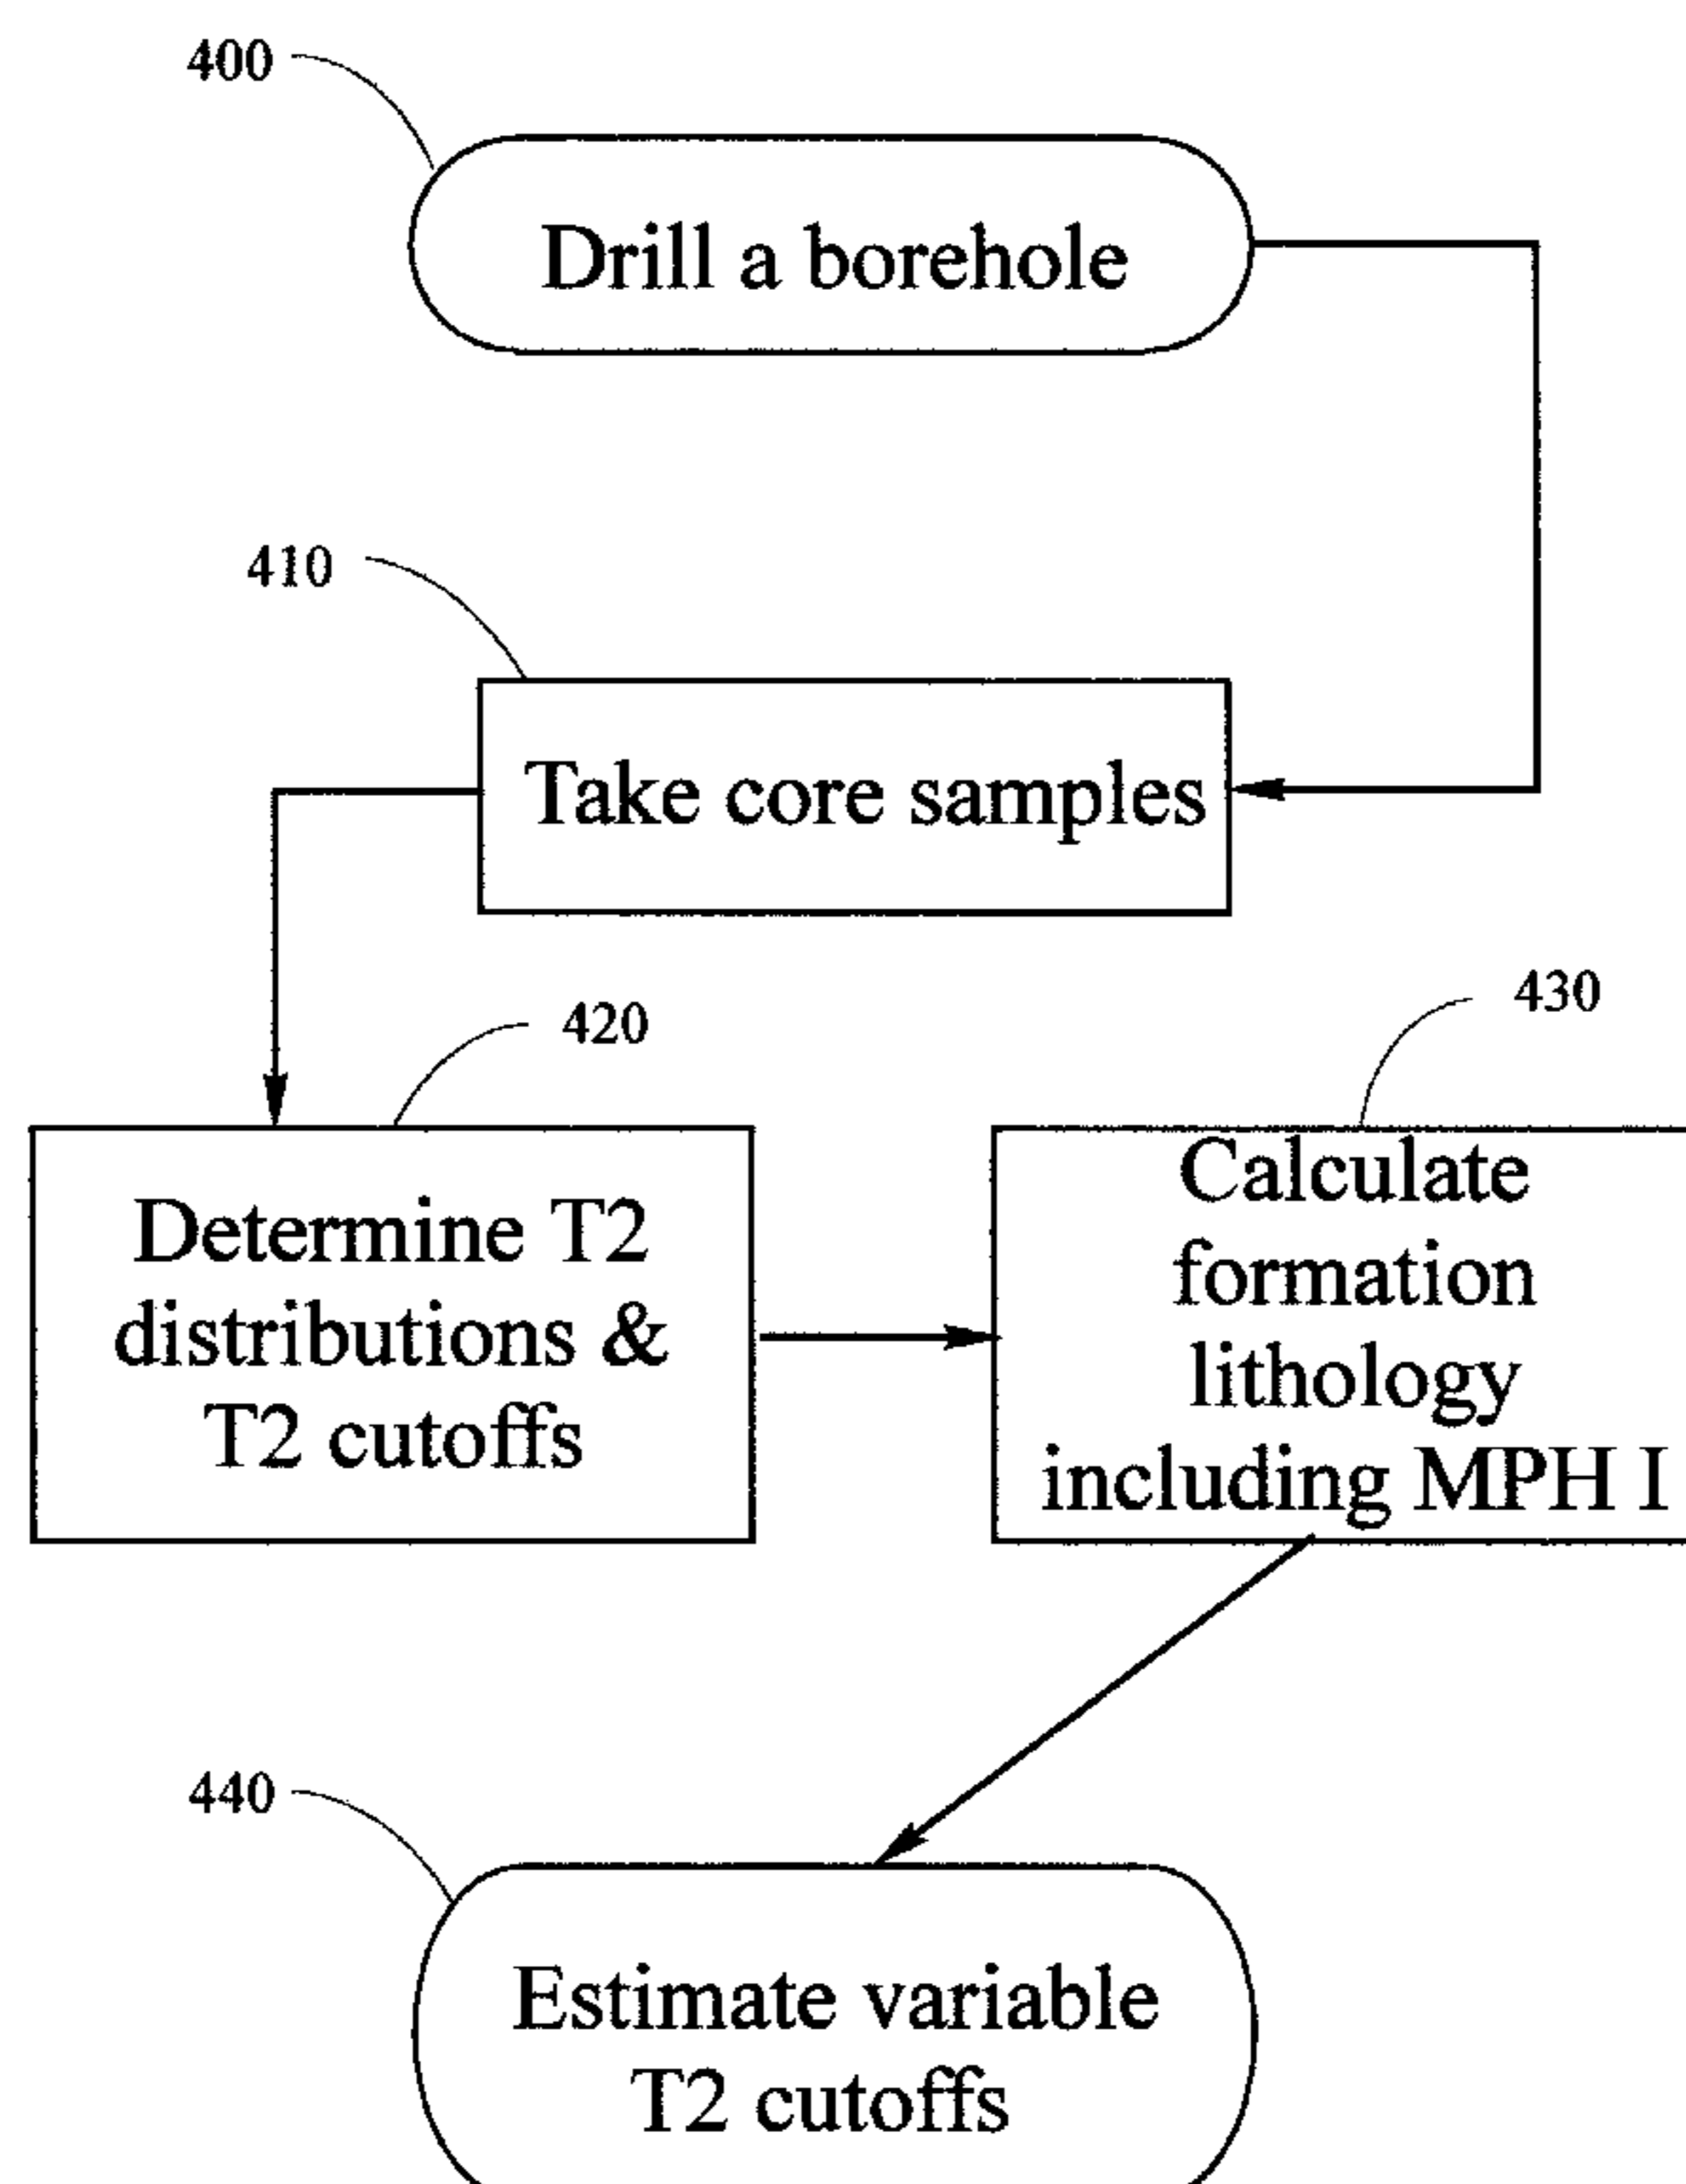 400
Drill a borehole
410
Take core samples
420
430
Determine T2
distributions &
T2 cutoffs
Calculate
formation
lithology
including MPH I
440
Estimate variable
T2 cutoffs